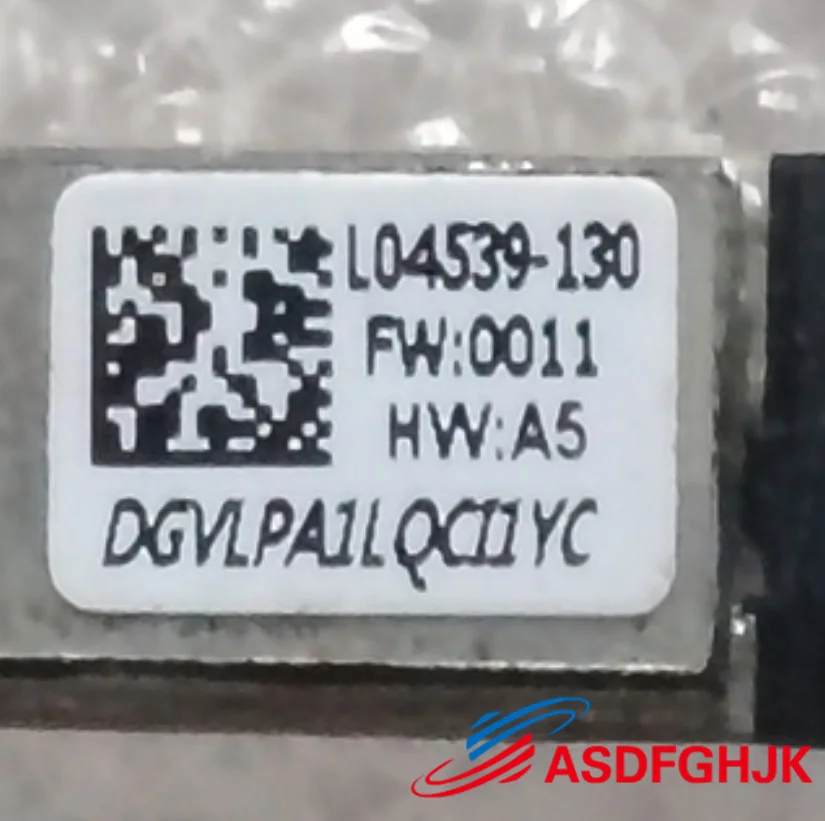 L04539-130
FW:0011
HW:A5
DGVLPA1LQCI1YC
ASDFGHJK